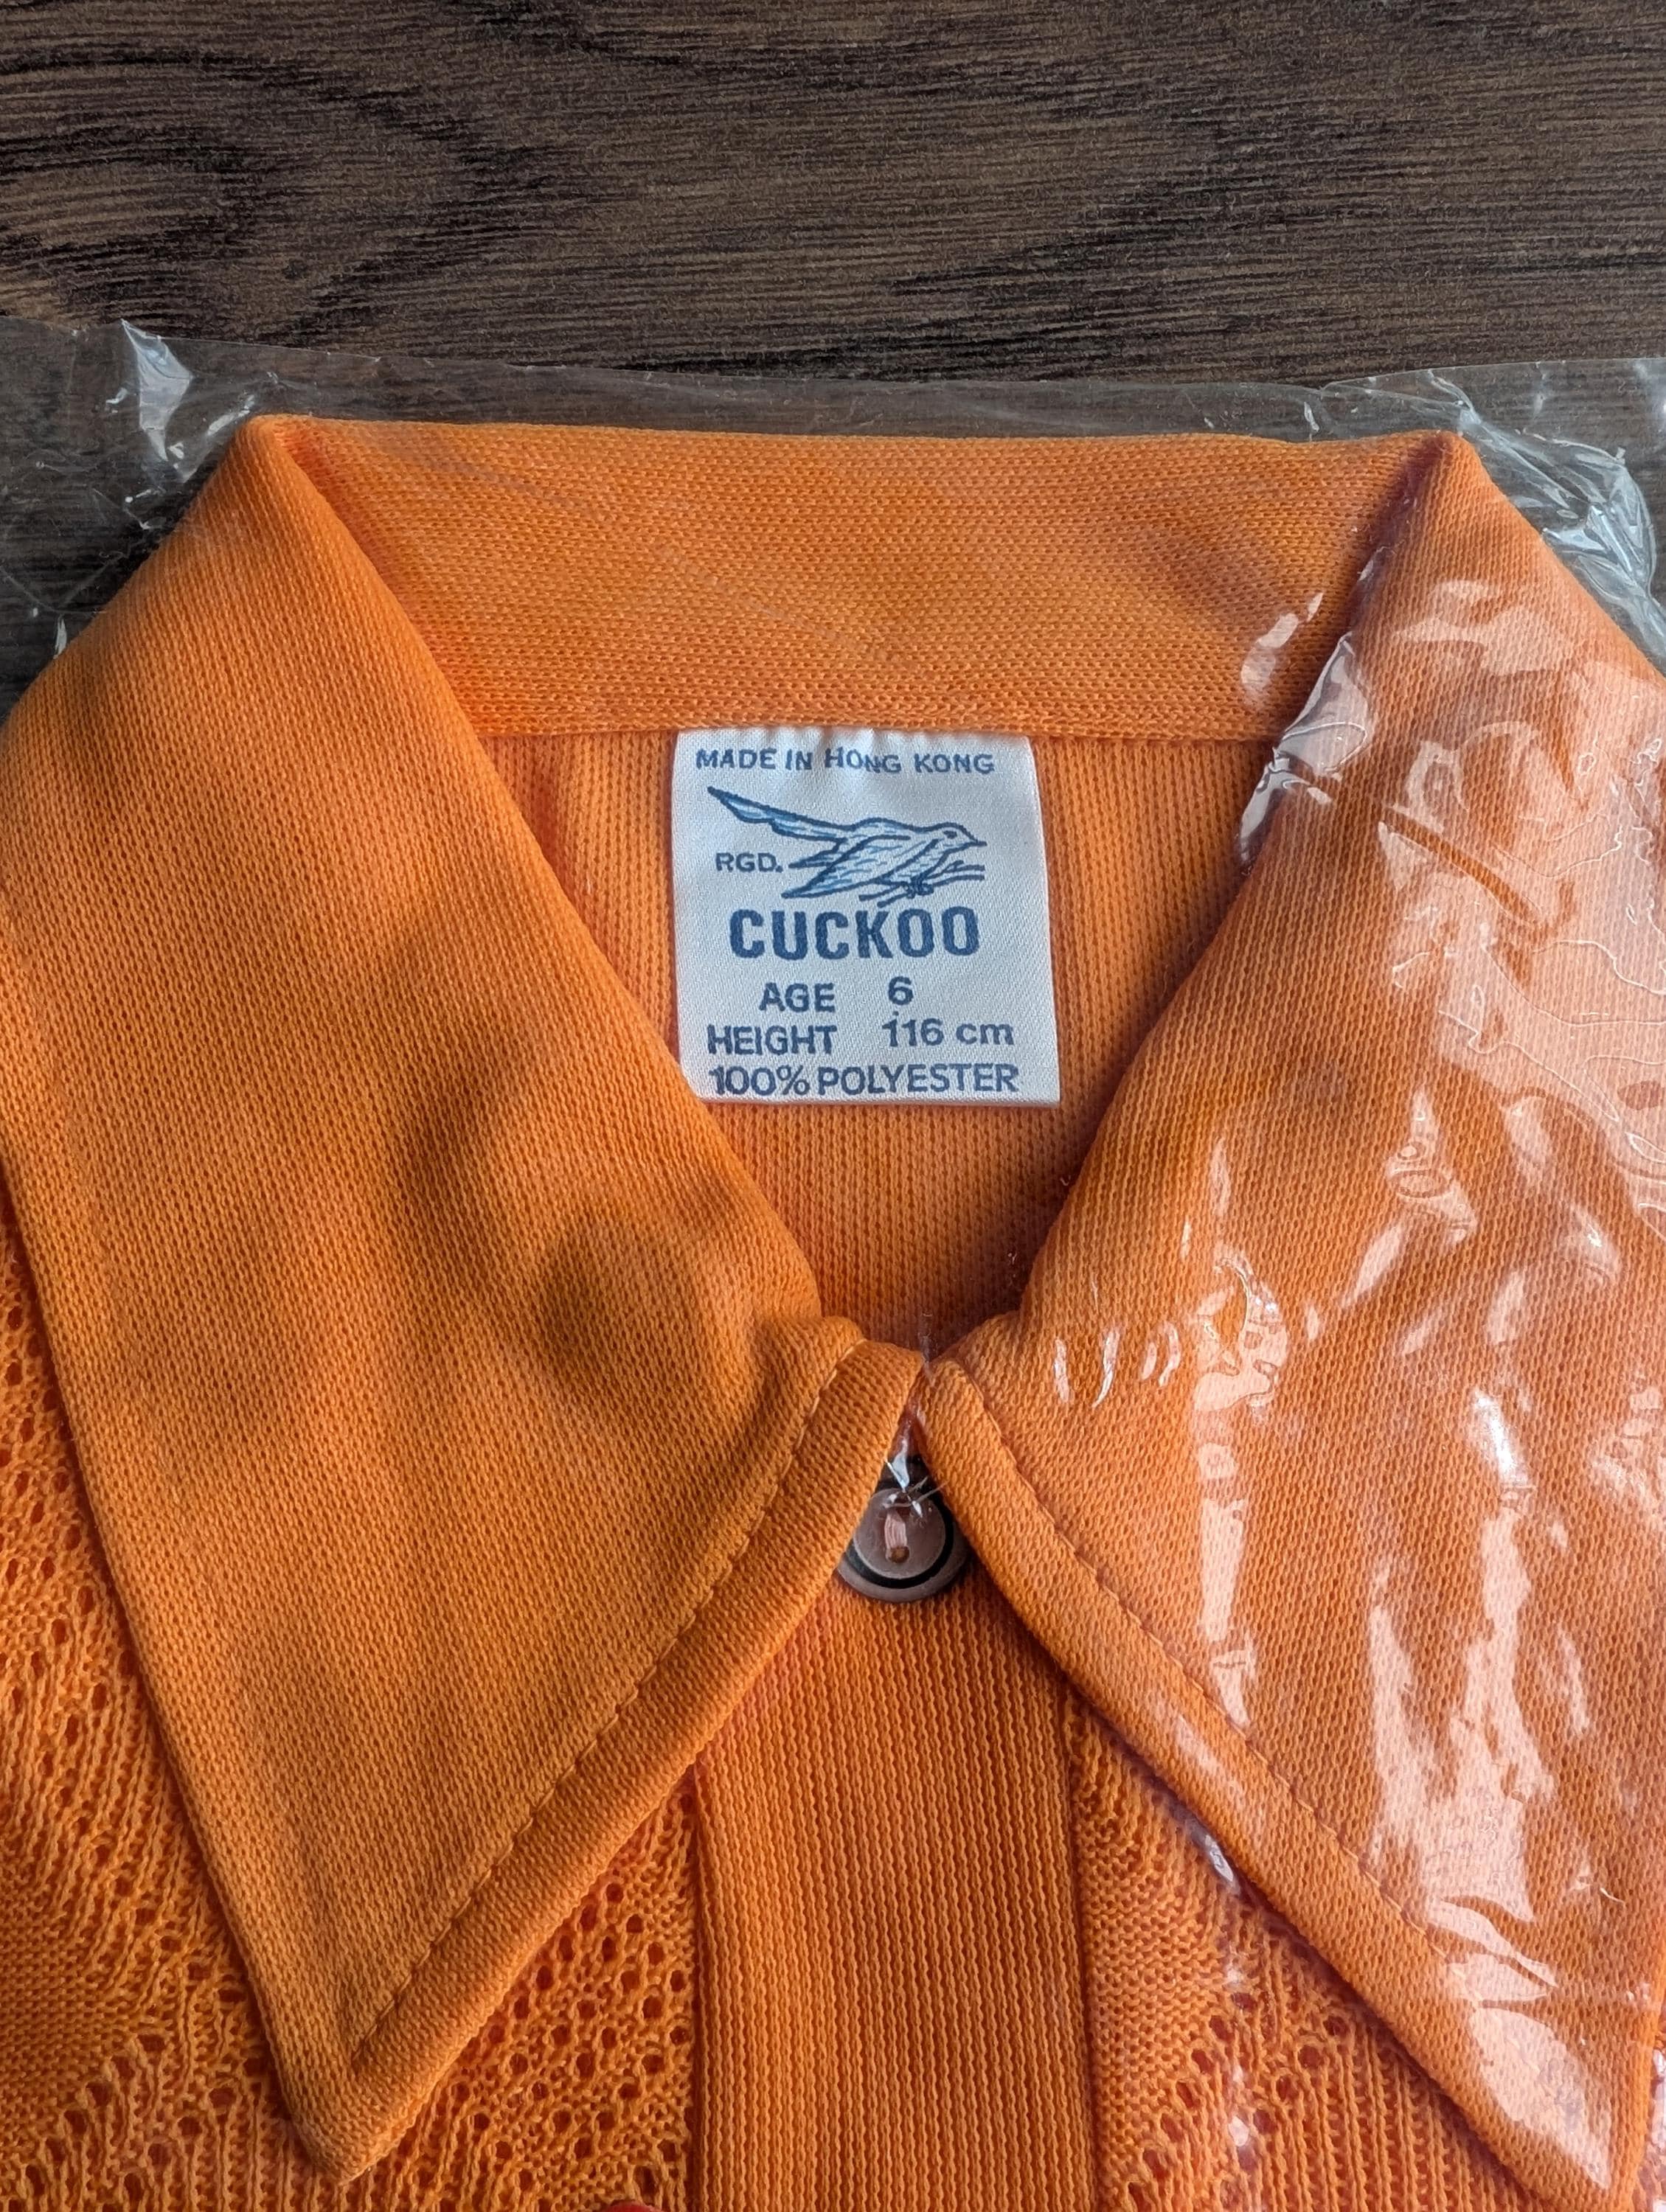 MADE IN HONG KONG
RGD.
CUCKOO
AGE 6
HEIGHT 116 cm
100% POLYESTER